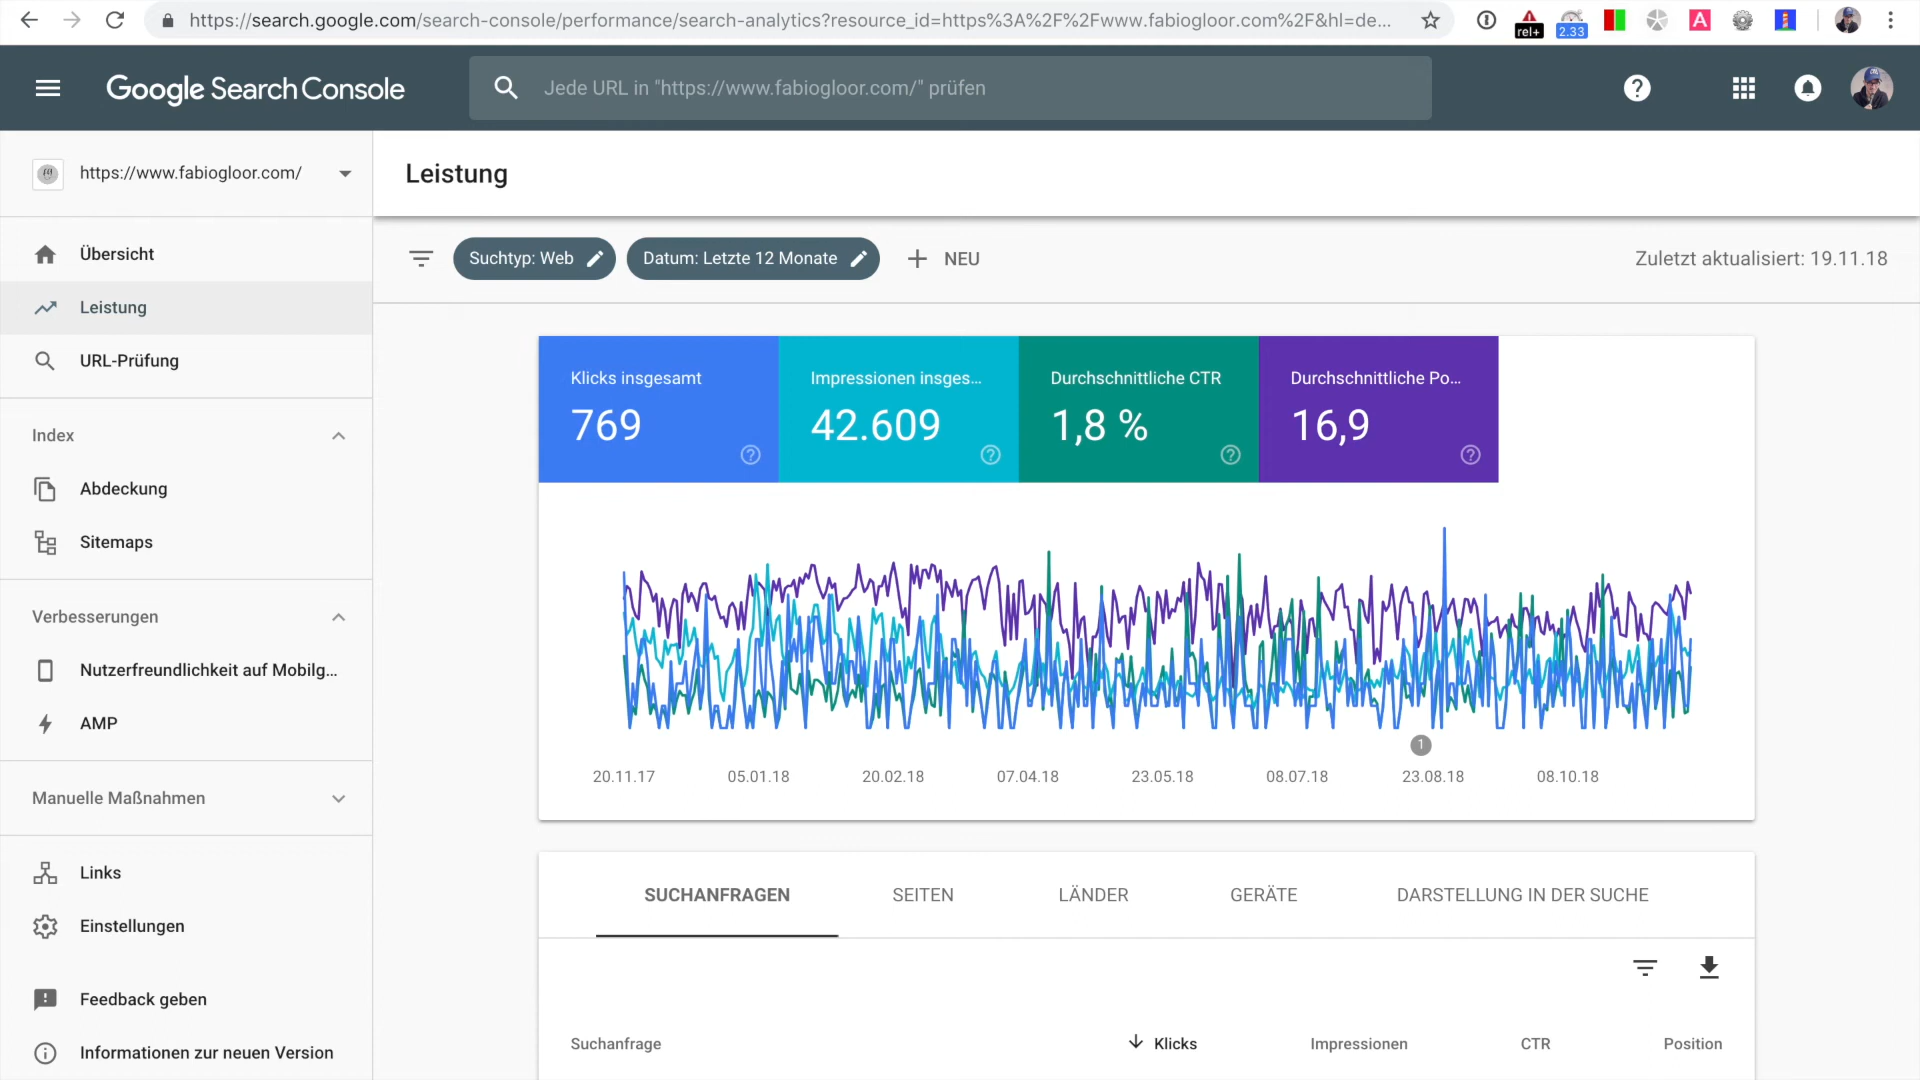 https://search.google.com/search-console/performance/search-analytics?resource_id=https%3A%2F%2Fwww.fabiogloor.com%2F&hl=de...
rel+
2.33
A
Google Search Console
Jede URL in "https://www.fabiogloor.com/" prüfen
https://www.fabiogloor.com/
Leistung
Übersicht
Leistung
URL-Prüfung
Index
Abdeckung
Sitemaps
Verbesserungen
Nutzerfreundlichkeit auf Mobilg...
AMP
Manuelle Maßnahmen
Links
Einstellungen
Feedback geben
Informationen zur neuen Version
Suchtyp: Web
Datum: Letzte 12 Monate
NEU
Zuletzt aktualisiert: 19.11.18
Klicks insgesamt
769
Impressionen insges...
42.609
Durchschnittliche CTR
1,8 %
Durchschnittliche Po...
16,9
1
20.11.17 05.01.18 20.02.18 07.04.18 23.05.18 08.07.18 23.08.18 08.10.18
SUCHANFRAGEN SEITEN LÄNDER GERÄTE DARSTELLUNG IN DER SUCHE
Suchanfrage Klicks Impressionen CTR Position